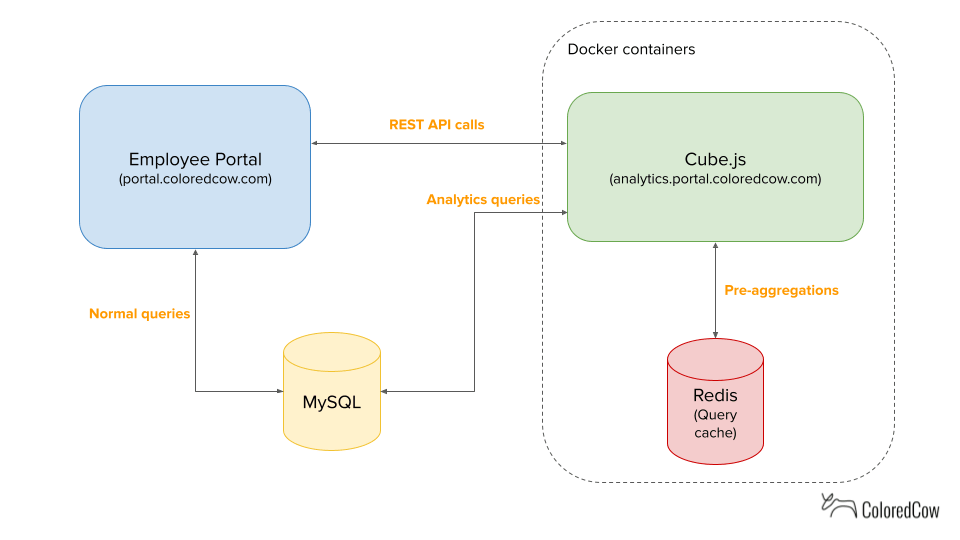 Docker containers
REST API calls
Employee Portal
(portal.coloredcow.com)
Cube.js
(analytics.portal.coloredcow.com)
Analytics queries
Pre-aggregations
Normal queries
MySQL
Redis
(Query
cache)
ColoredCow